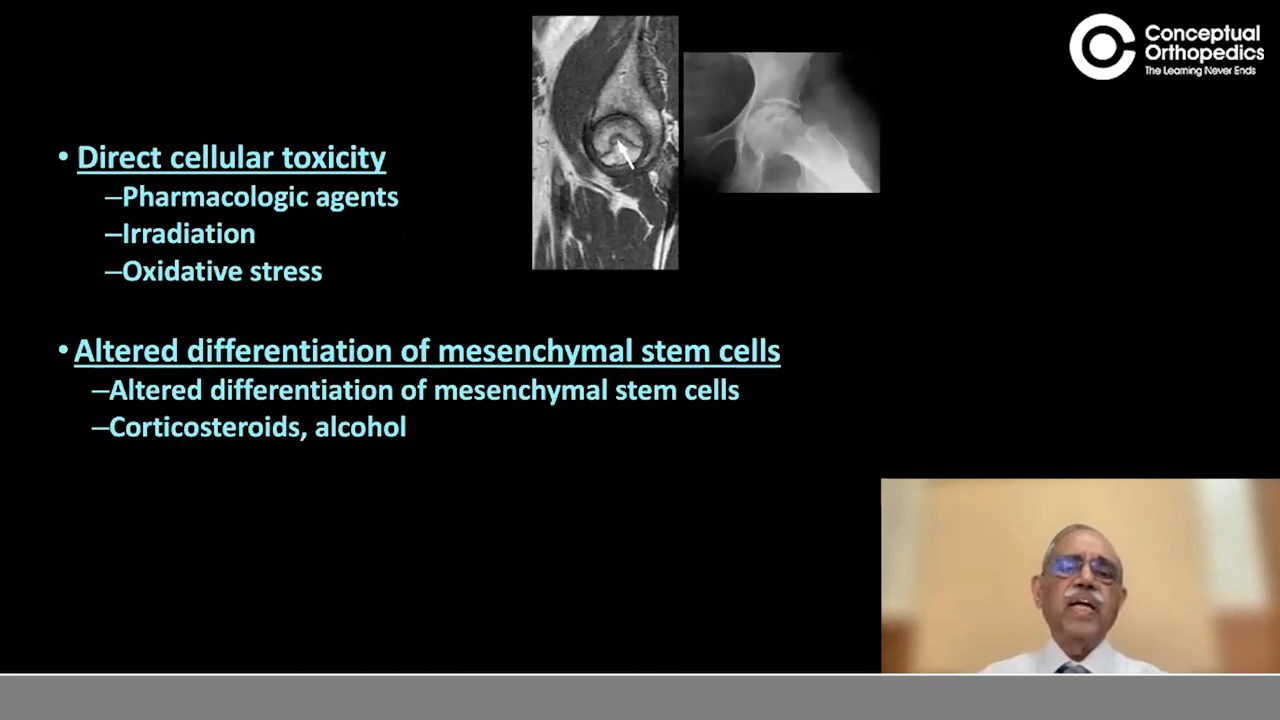 Conceptual
Orthopedics
The Learning Never Ends
• Direct cellular toxicity
–Pharmacologic agents
–Irradiation
–Oxidative stress
• Altered differentiation of mesenchymal stem cells
–Altered differentiation of mesenchymal stem cells
–Corticosteroids, alcohol